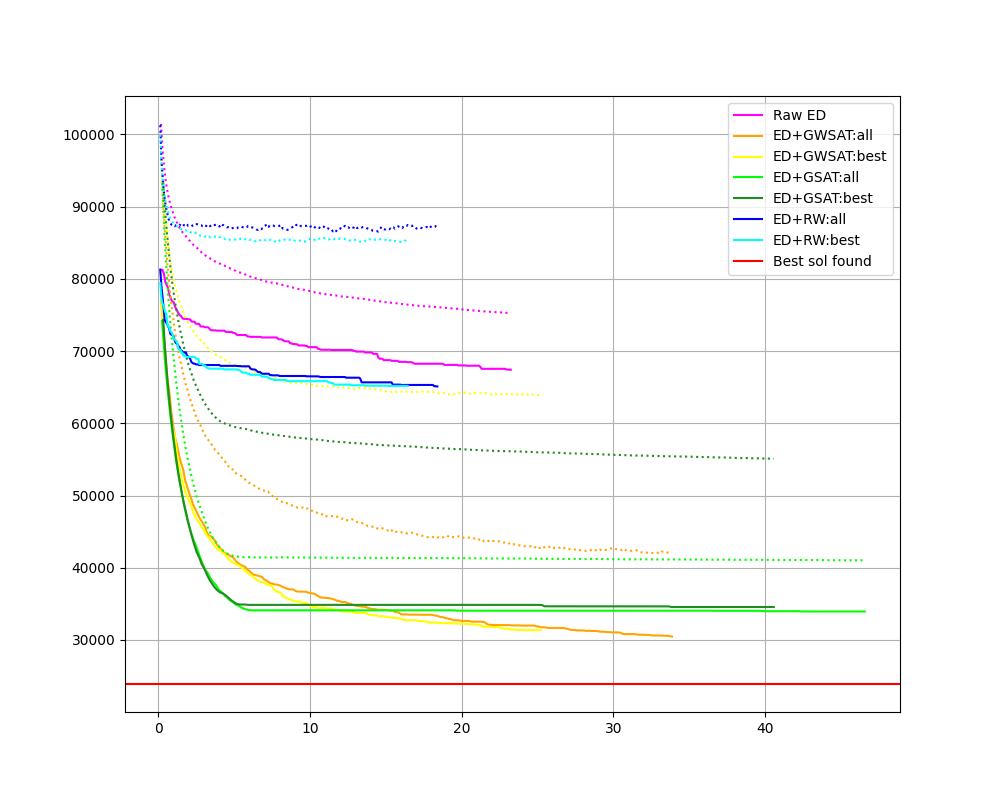 100000
90000
80000
70000
60000
50000
40000
30000
0 10 20 30 40
Raw ED
ED+GWSAT:all
ED+GWSAT:best
ED+GSAT:all
ED+GSAT:best
ED+RW:all
ED+RW:best
Best sol found